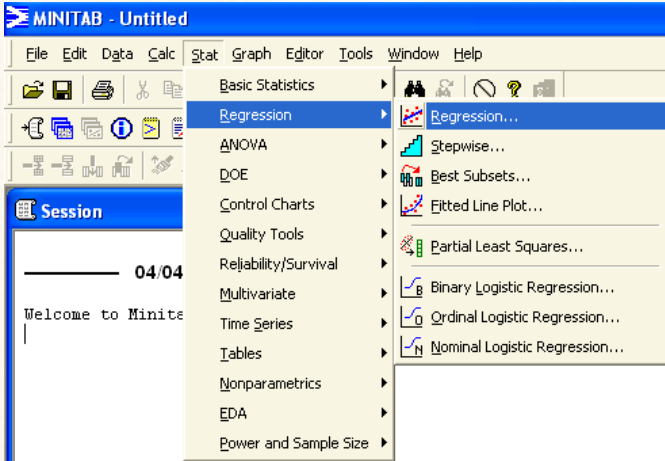 MINITAB - Untitled
File Edit Data Calc Stat Graph Editor Tools Window Help
Basic Statistics
Regression
ANOVA
DOE
Control Charts
Quality Tools
Reliability/Survival
Multivariate
Time Series
Tables
Nonparametrics
EDA
Power and Sample Size
Regression...
Stepwise...
Best Subsets...
Fitted Line Plot...
Partial Least Squares...
Binary Logistic Regression...
Ordinal Logistic Regression...
Nominal Logistic Regression...
Session
04/04
Welcome to Minita